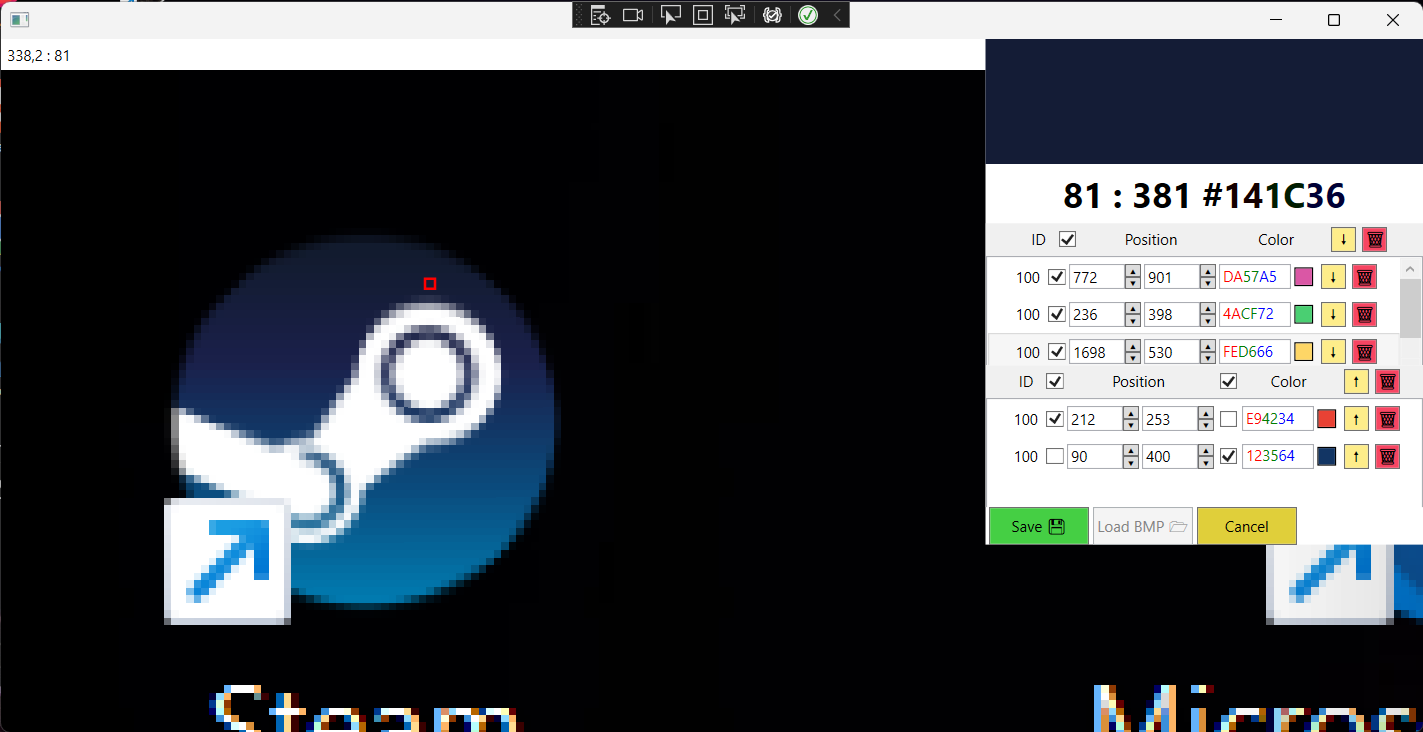 338,2 : 81
81 : 381 #141C36
ID Position Color ↓
100 772 901 DA57A5 ↓
100 236 398 4ACF72 ↓
100 1698 530 FED666 ↓
ID Position Color ↑
100 212 253 E94234 ↑
100 90 400 123564 ↑
Save Load BMP Cancel
Steam